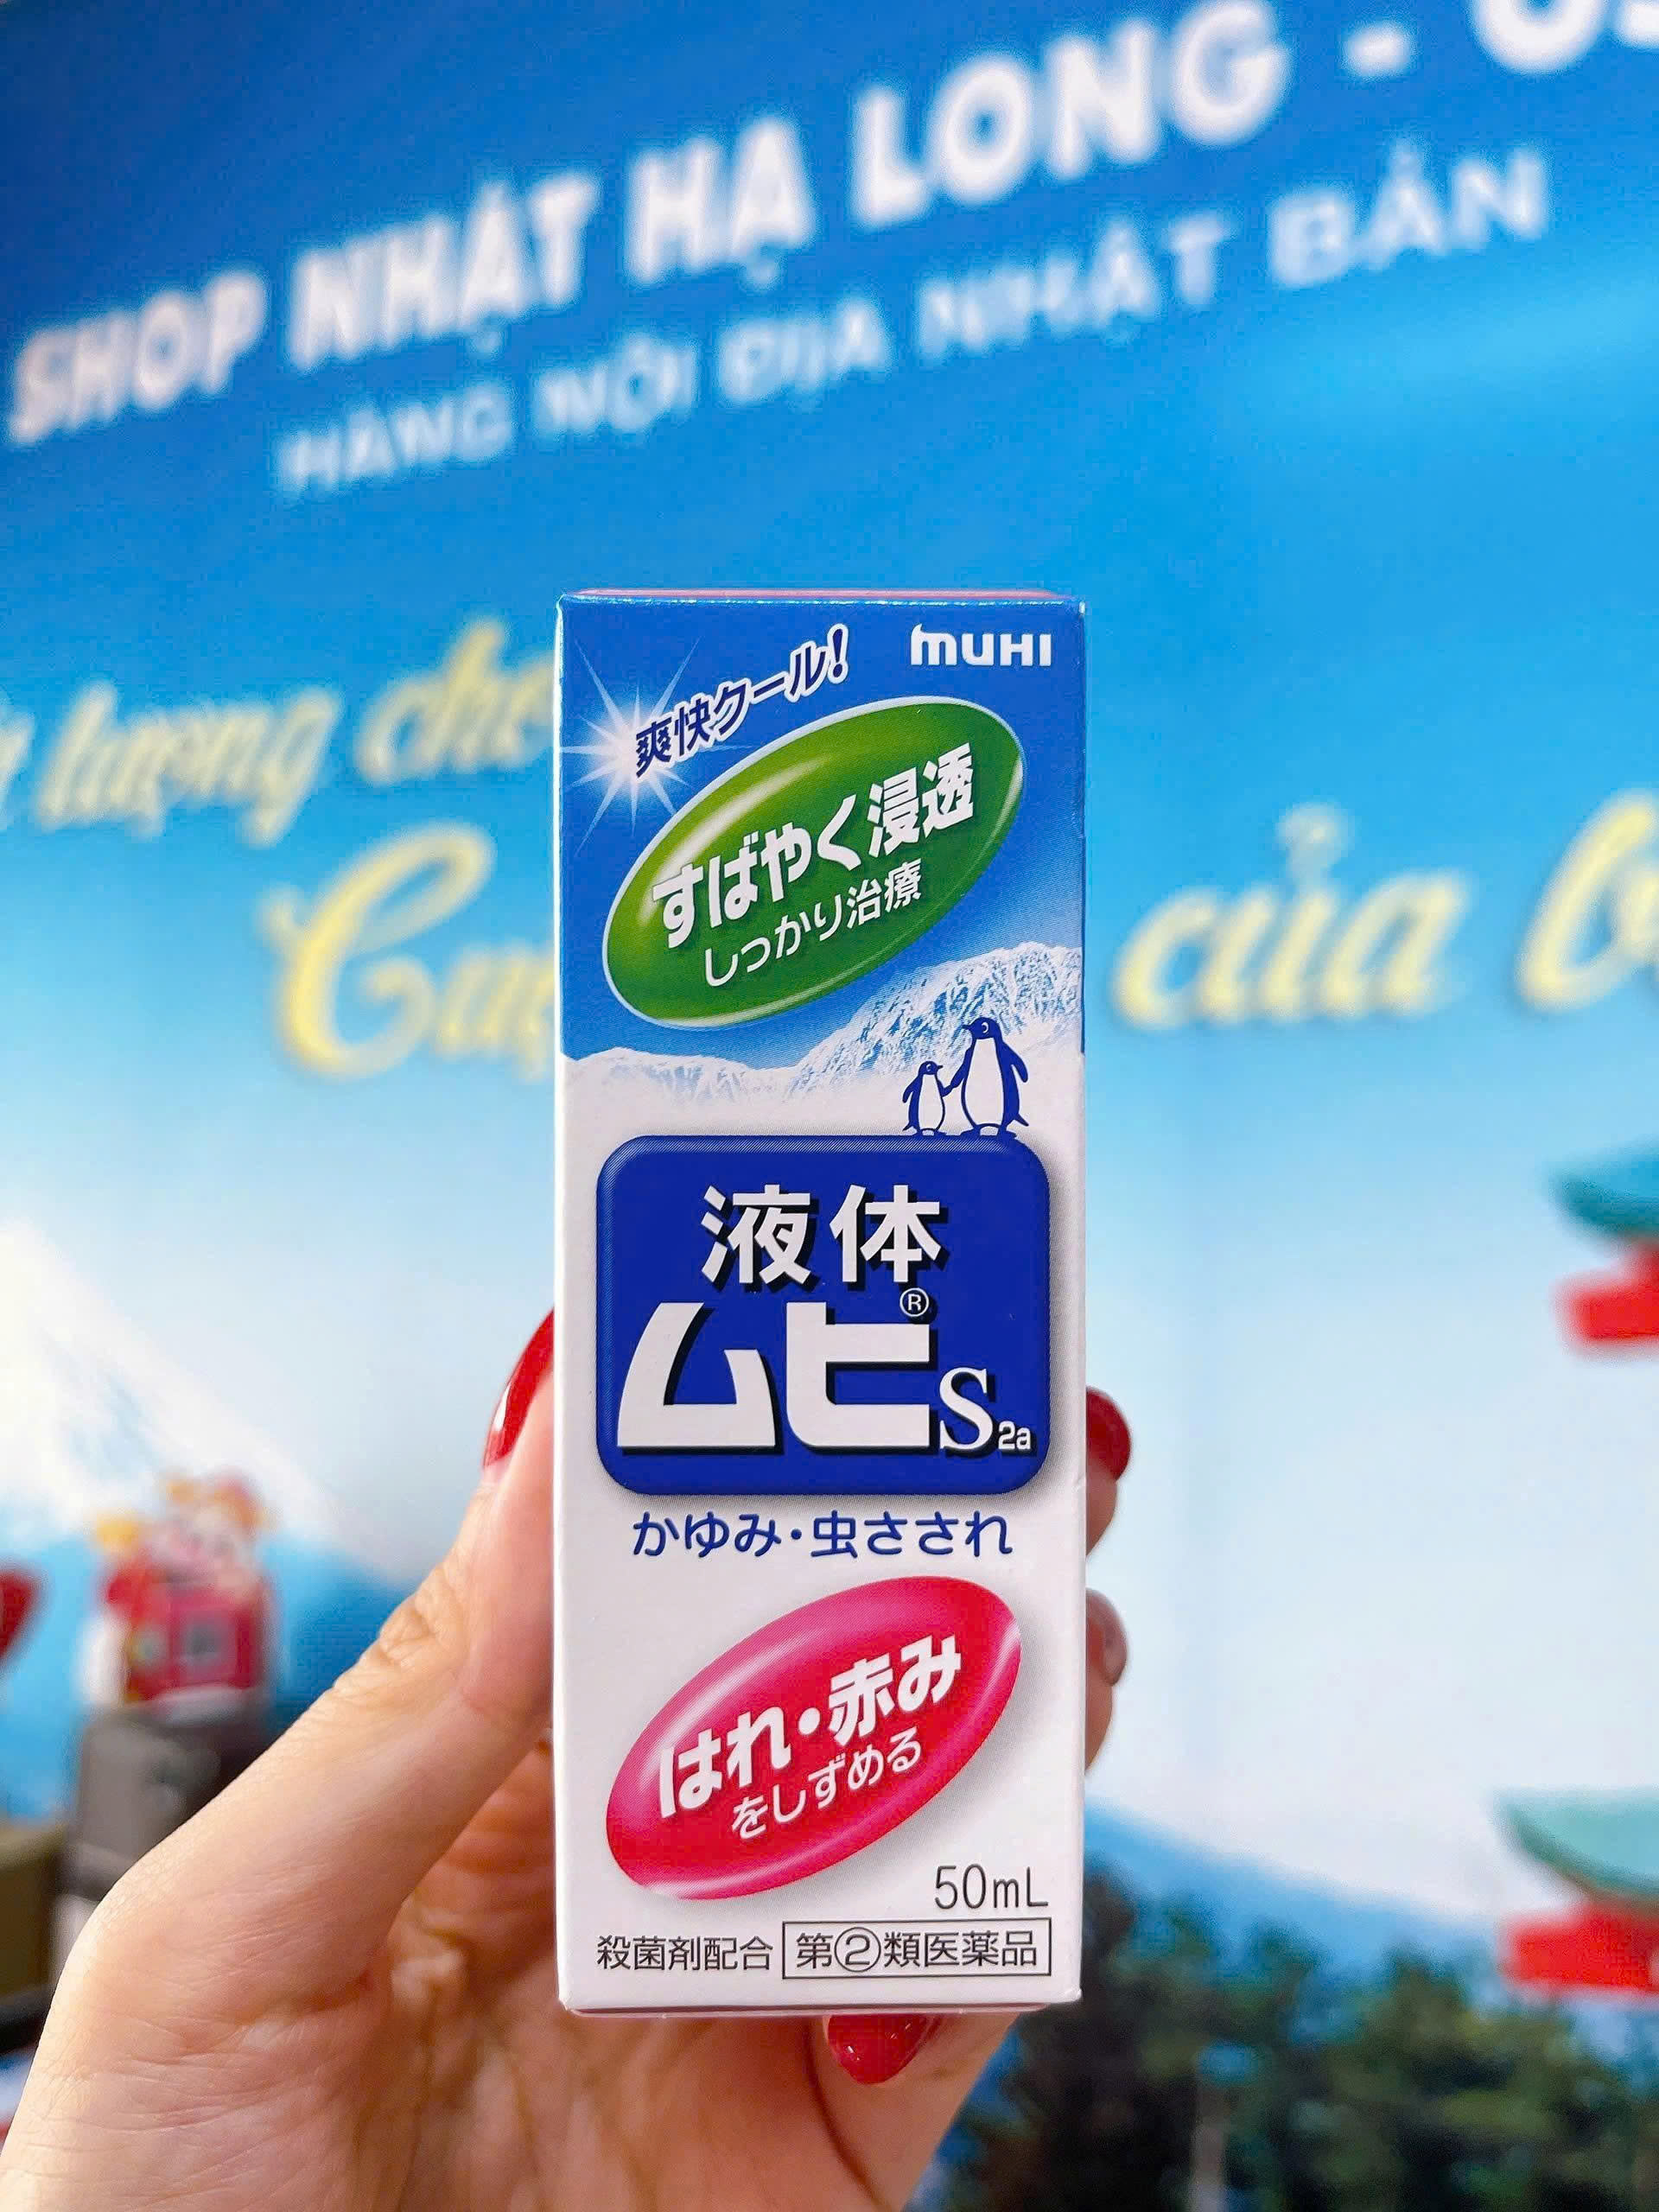 SHOP NHẬT HẠ LONG -
HÀNG NỘI ĐỊA NHẬT BẢN
lượng
của
muHI
爽快クール!
すばやく浸透
しっかり治療
液体
ムヒ®S2a
かゆみ・虫さされ
はれ・赤み
をしずめる
50mL
殺菌剤配合 第②類医薬品